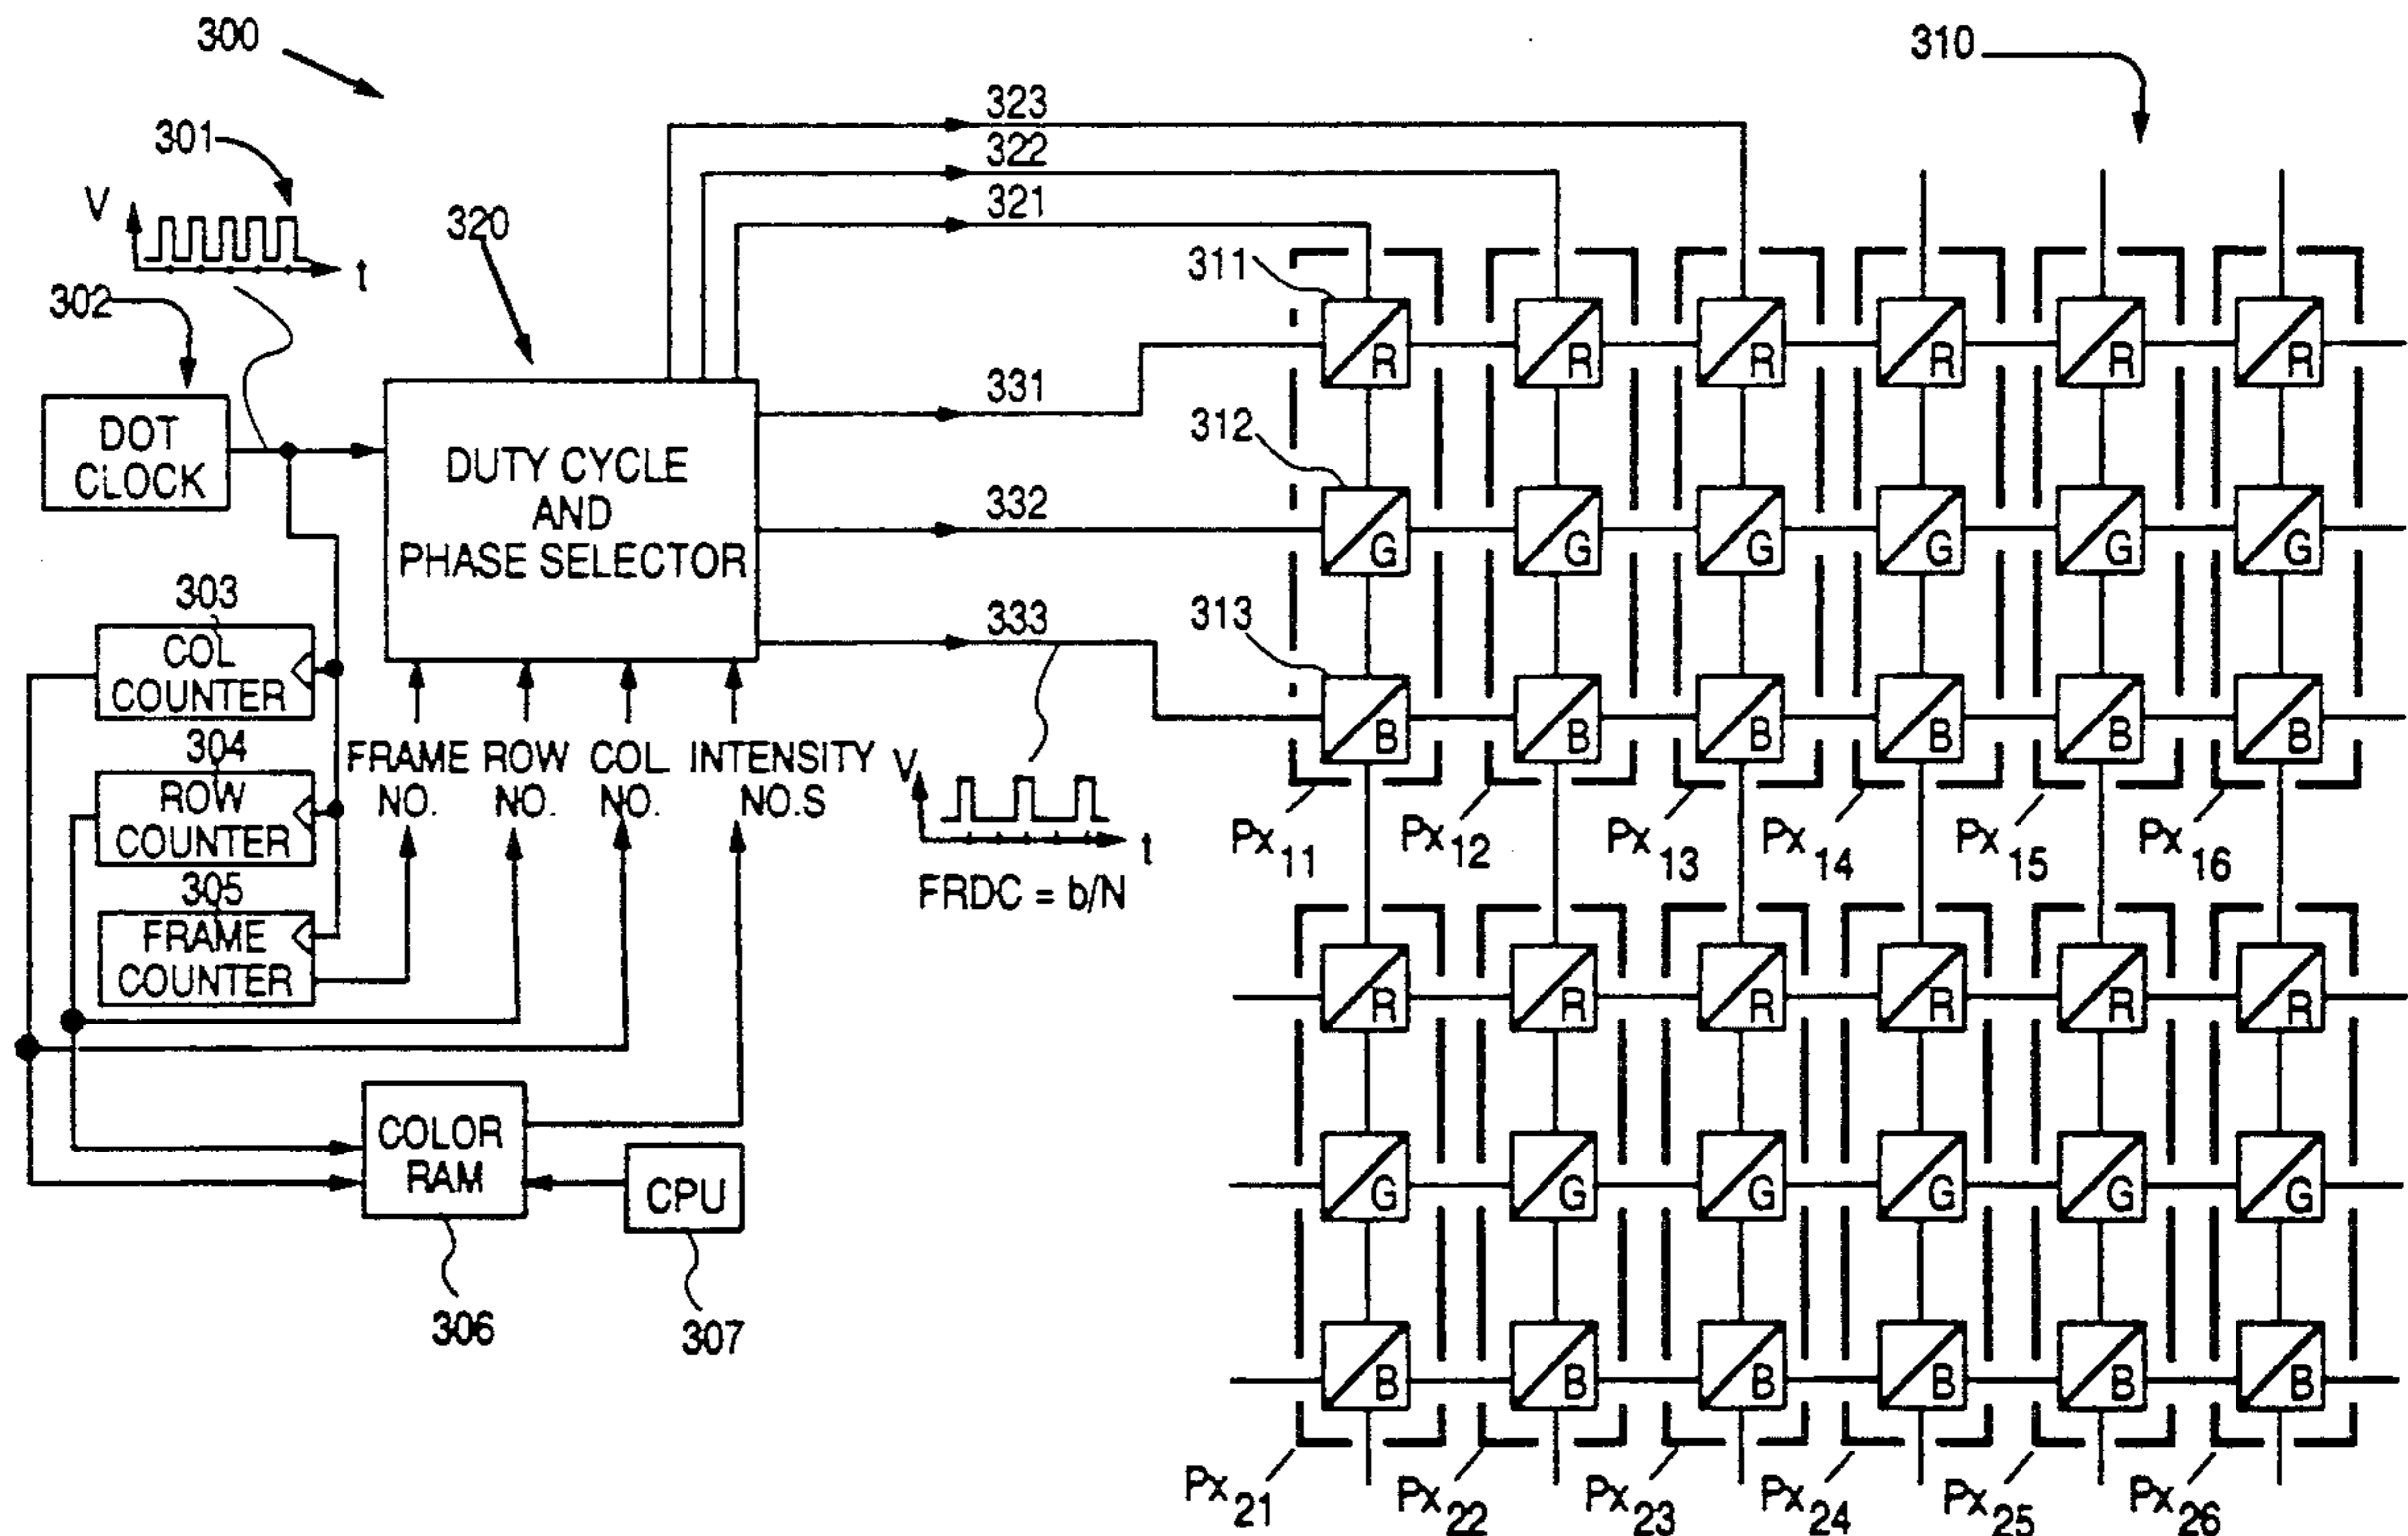 300
310
323
322
321
301
V
t
320
302
311
331
312
332
313
333
DOT
CLOCK
DUTY CYCLE
AND
PHASE SELECTOR
303
COL
COUNTER
304
ROW
COUNTER
305
FRAME
COUNTER
FRAME
NO.
ROW
NO.
COL.
NO.
INTENSITY
NO.S
V
t
FRDC = b/N
COLOR
RAM
CPU
306
307
R R R R R R
G G G G G G
B B B B B B
Px11 Px12 Px13 Px14 Px15 Px16
R R R R R R
G G G G G G
B B B B B B
Px21 Px22 Px23 Px24 Px25 Px26